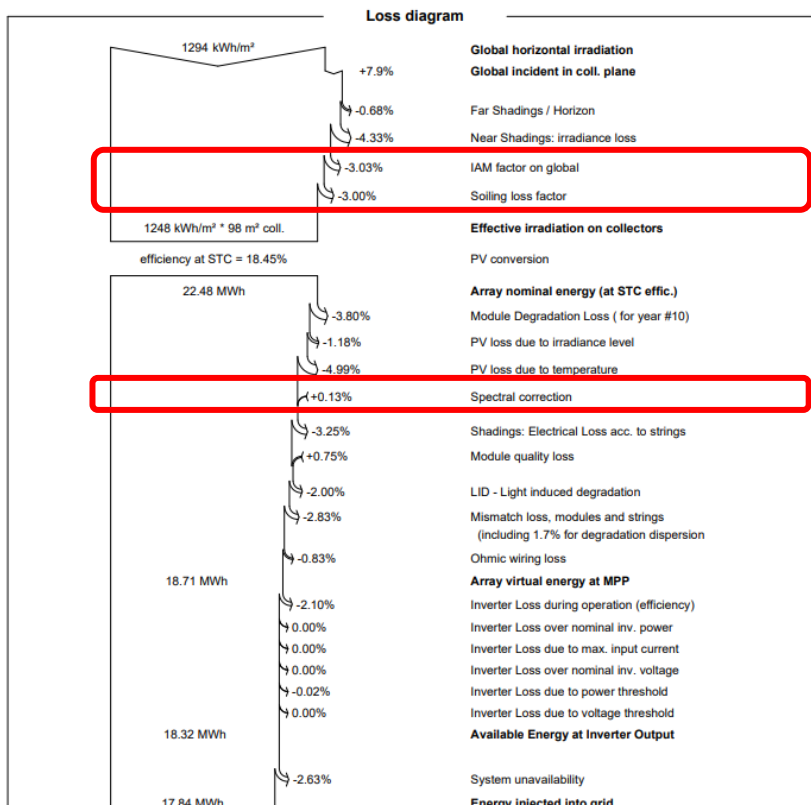 Loss diagram
1294 kWh/m² Global horizontal irradiation
+7.9% Global incident in coll. plane
-0.68% Far Shadings / Horizon
-4.33% Near Shadings: irradiance loss
-3.03% IAM factor on global
-3.00% Soiling loss factor
1248 kWh/m² * 98 m² coll. Effective irradiation on collectors
efficiency at STC = 18.45% PV conversion
22.48 MWh Array nominal energy (at STC effic.)
-3.80% Module Degradation Loss ( for year #10)
-1.18% PV loss due to irradiance level
-4.99% PV loss due to temperature
+0.13% Spectral correction
-3.25% Shadings: Electrical Loss acc. to strings
+0.75% Module quality loss
-2.00% LID - Light induced degradation
-2.83% Mismatch loss, modules and strings
(including 1.7% for degradation dispersion
-0.83% Ohmic wiring loss
18.71 MWh Array virtual energy at MPP
-2.10% Inverter Loss during operation (efficiency)
0.00% Inverter Loss over nominal inv. power
0.00% Inverter Loss due to max. input current
0.00% Inverter Loss over nominal inv. voltage
-0.02% Inverter Loss due to power threshold
0.00% Inverter Loss due to voltage threshold
18.32 MWh Available Energy at Inverter Output
-2.63% System unavailability
17.84 MWh Energy injected into grid